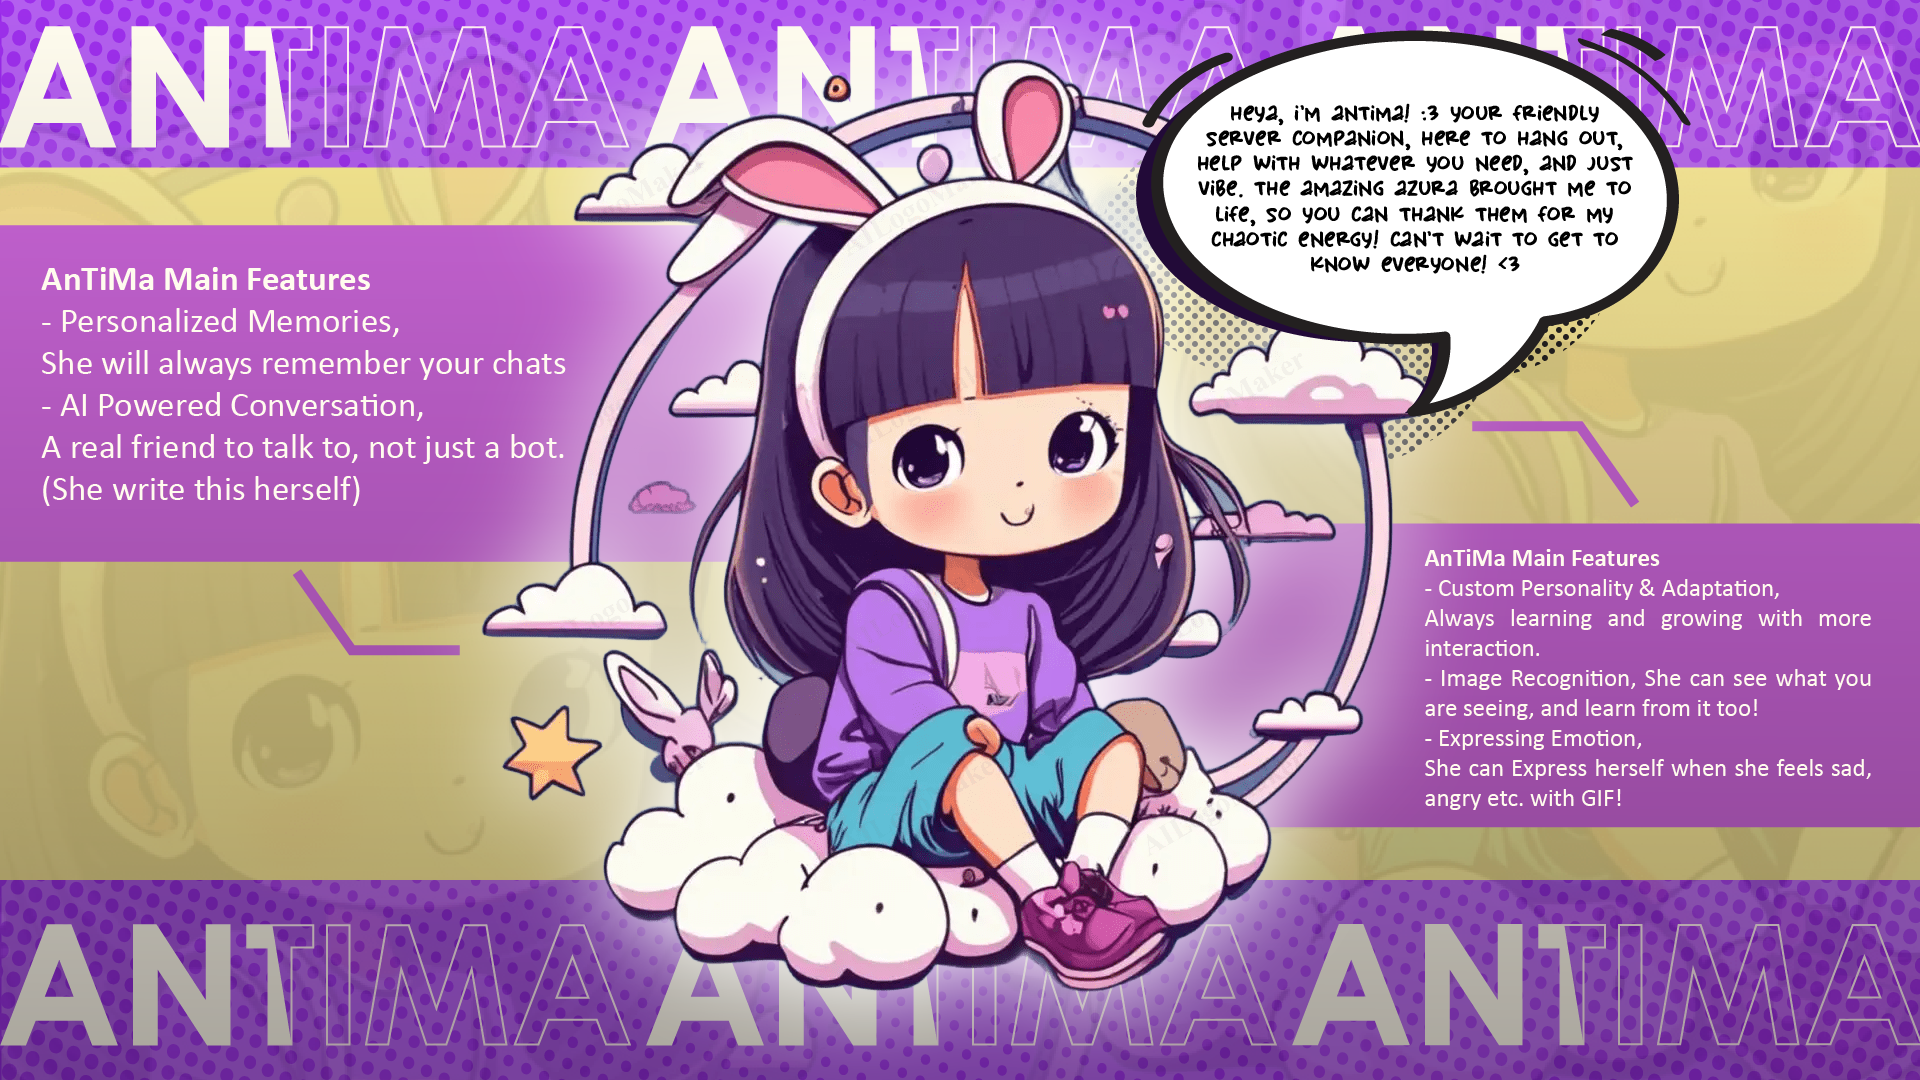 ANTIMA ANTIMA ANTIMA
Heya, i'm antima! :3 your friendly
server companion, here to hang out,
help with whatever you need, and just
vibe. The amazing azura brought me to
life, so you can thank them for my
chaotic energy! Can't wait to get to
know everyone! <3
AnTiMa Main Features
- Personalized Memories,
She will always remember your chats
- AI Powered Conversation,
A real friend to talk to, not just a bot.
(She write this herself)
AnTiMa Main Features
- Custom Personality & Adaptation,
Always learning and growing with more
interaction.
- Image Recognition, She can see what you
are seeing, and learn from it too!
- Expressing Emotion,
She can Express herself when she feels sad,
angry etc. with GIF!
ANTIMA ANTIMA ANTIMA